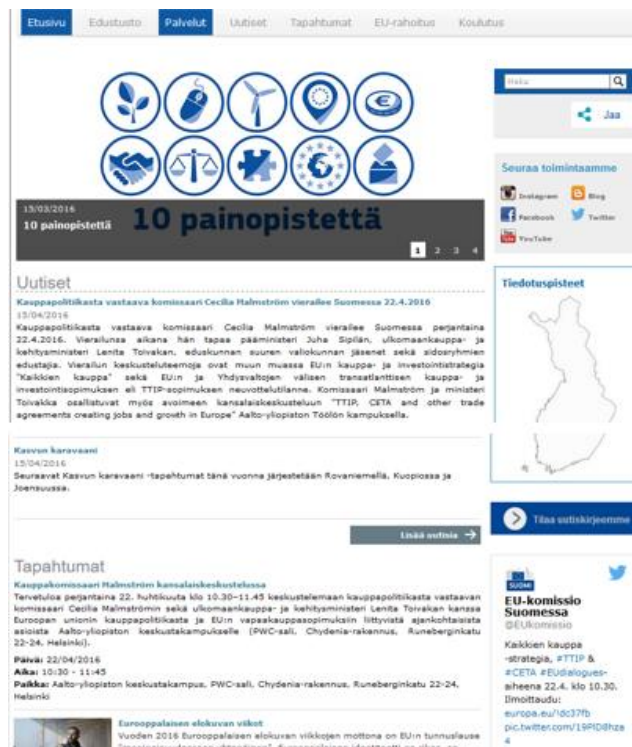 Etusivu Edustusto Palvelut Uutiset Tapahtumat EU-rahoitus Koulutus
Haku
Jaa
15/03/2016
10 painopistettä
10 painopistettä
1 2 3 4
Seuraa toimintaamme
Instagram Blog
Facebook Twitter
YouTube
Uutiset
Kauppapolitiikasta vastaava komissaari Cecilia Malmström vierailee Suomessa 22.4.2016
15/04/2016
Kauppapolitiikasta vastaava komissaari Cecilia Malmström vierailee Suomessa perjantaina
22.4.2016. Vierailunsa aikana hän tapaa pääministeri Juha Sipilän, ulkomaankauppa- ja
kehitysministeri Lenita Toivakan, eduskunnan suuren valiokunnan jäsenet sekä sidosryhmien
edustajia. Vierailun keskusteluteemoja ovat muun muassa EU:n kauppa- ja investointistrategia
"Kaikkien kauppa" sekä EU:n ja Yhdysvaltojen välisen transatlanttisen kauppa- ja
investointisopimuksen eli TTIP-sopimuksen neuvottelutilanne. Komissaari Malmström ja ministeri
Toivakka osallistuvat myös avoimeen kansalaiskeskusteluun "TTIP, CETA and other trade
agreements creating jobs and growth in Europe" Aalto-yliopiston Töölön kampuksella.
Tiedotuspisteet
Kasvun karavaani
15/04/2016
Seuraavat Kasvun karavaani -tapahtumat tänä vuonna järjestetään Rovaniemellä, Kuopiossa ja
Joensuussa.
Lisää uutisia
Tilaa uutiskirjeemme
Tapahtumat
Kauppakomissaari Malmström kansalaiskeskustelussa
Tervetuloa perjantaina 22. huhtikuuta klo 10.30-11.45 keskustelemaan kauppapolitiikasta vastaavan
komissaari Cecilia Malmströmin sekä ulkomaankauppa- ja kehitysministeri Lenita Toivakan kanssa
Euroopan unionin kauppapolitiikasta ja EU:n vapaakauppasopimuksiin liittyvistä ajankohtaisista
asioista Aalto-yliopiston keskustakampukselle (PWC-sali, Chydenia-rakennus, Runeberginkatu
22-24, Helsinki).
Päivä: 22/04/2016
Aika: 10:30 - 11:45
Paikka: Aalto-yliopiston keskustakampus, PWC-sali, Chydenia-rakennus, Runeberginkatu 22-24,
Helsinki
Eurooppalaisen elokuvan viikot
Vuoden 2016 Eurooppalaisen elokuvan viikkojen mottona on EU:n tunnuslause
SUOMI
EU-komissio
Suomessa
@EUkomissio
Kaikkien kauppa
-strategia, #TTIP &
#CETA #EUdialogues-
aiheena 22.4. klo 10.30.
Ilmoittaudu:
europa.eu/!dc37fb
pic.twitter.com/19PlD8hze
4